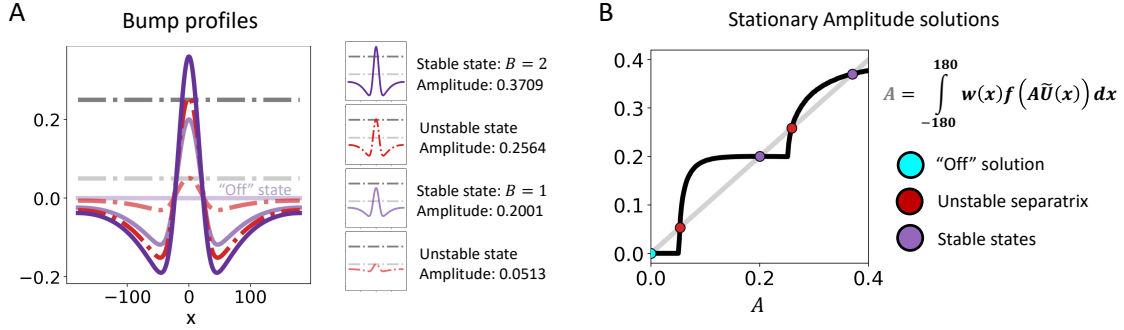 A
Bump profiles
0.2
0.0
−0.2
−100
0
100
x
"Off" state
Stable state: B = 2
Amplitude: 0.3709
Unstable state
Amplitude: 0.2564
Stable state: B = 1
Amplitude: 0.2001
Unstable state
Amplitude: 0.0513
B
Stationary Amplitude solutions
0.4
0.3
0.2
0.1
0.0
0.0
0.2
0.4
A
180
A = ∫ w(x)f(AŨ(x)) dx
−180
"Off" solution
Unstable separatrix
Stable states